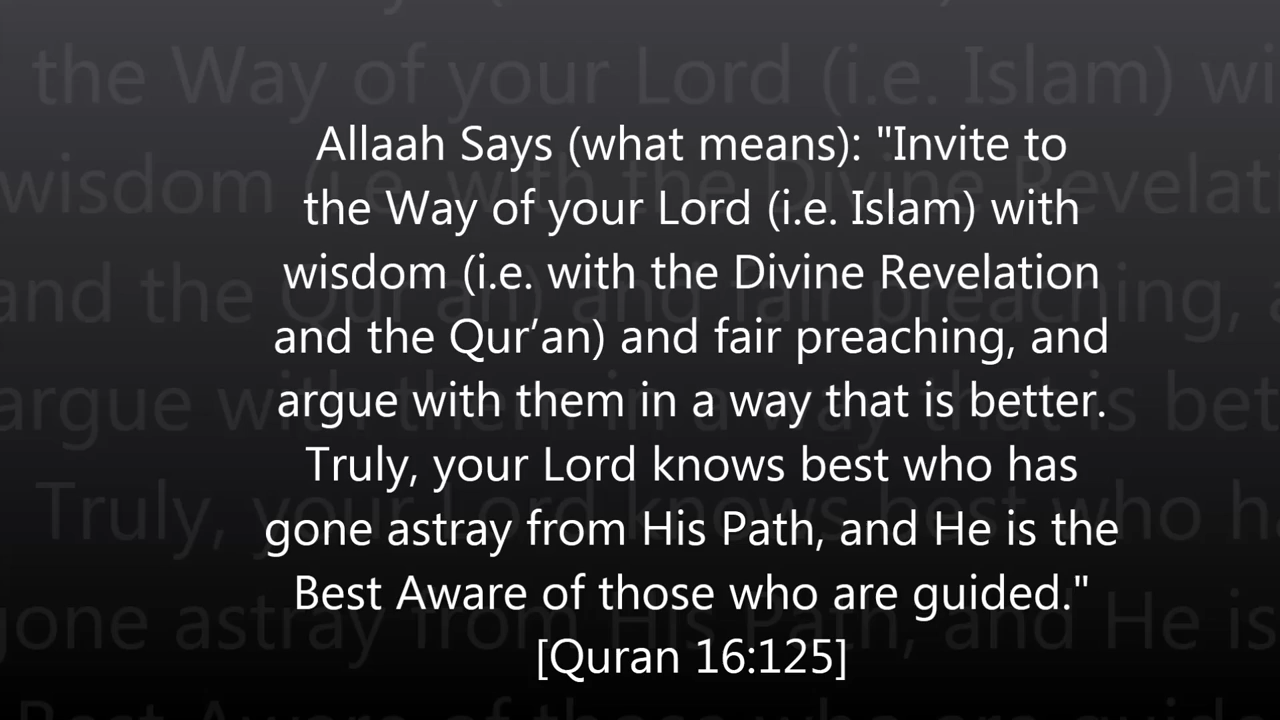 Allaah Says (what means): "Invite to
the Way of your Lord (i.e. Islam) with
wisdom (i.e. with the Divine Revelation
and the Qur’an) and fair preaching, and
argue with them in a way that is better.
Truly, your Lord knows best who has
gone astray from His Path, and He is the
Best Aware of those who are guided."
[Quran 16:125]